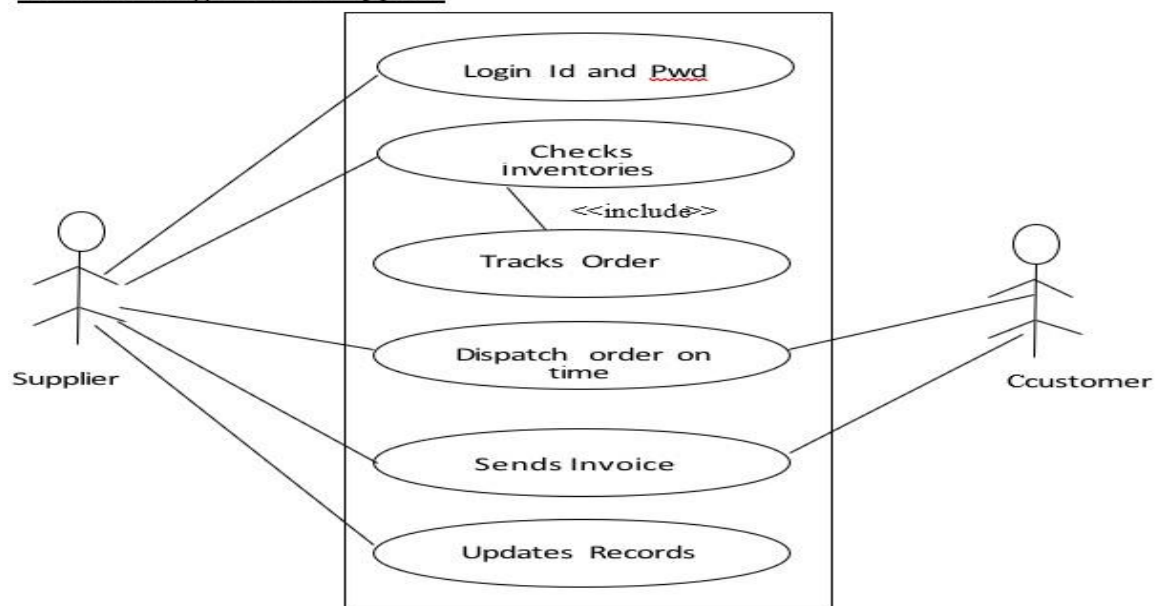 Login Id and Pwd
Checks
inventories
<<include>>
Tracks Order
Dispatch order on
time
Supplier
Ccustomer
Sends Invoice
Updates Records